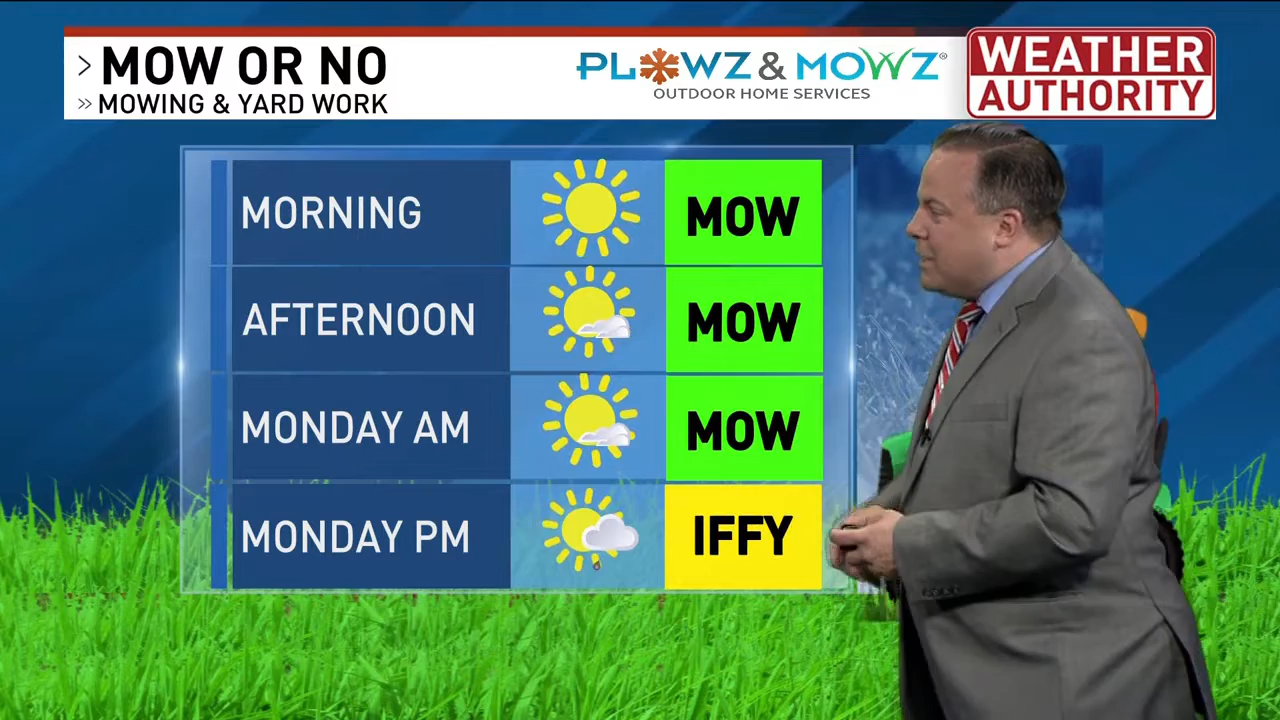 > MOW OR NO
» MOWING & YARD WORK
PLOWZ & MOWZ®
OUTDOOR HOME SERVICES
WEATHER
AUTHORITY
MORNING MOW
AFTERNOON MOW
MONDAY AM MOW
MONDAY PM IFFY